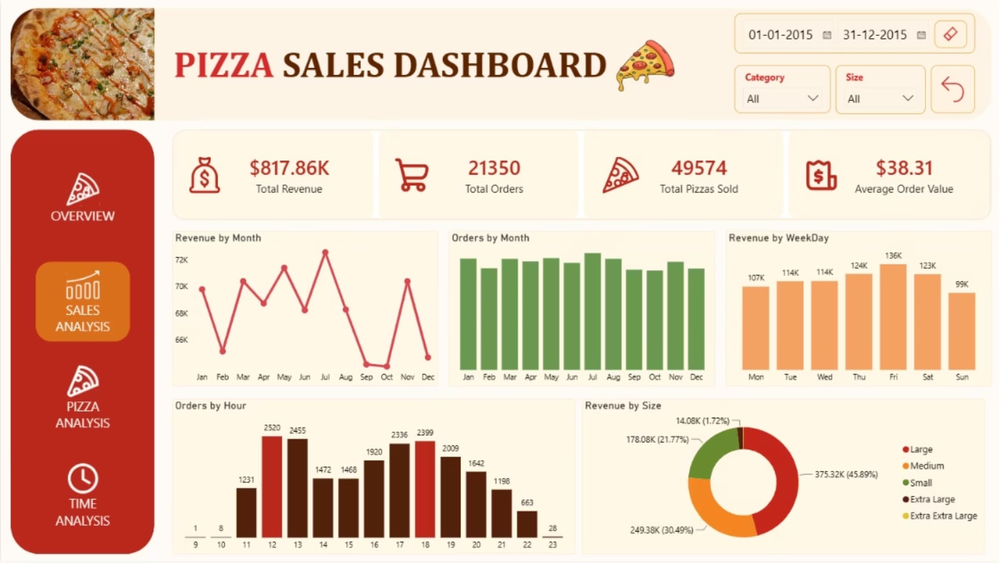 PIZZA SALES DASHBOARD
01-01-2015 31-12-2015
Category
All
Size
All
OVERVIEW
SALES
ANALYSIS
PIZZA
ANALYSIS
TIME
ANALYSIS
$817.86K
Total Revenue
21350
Total Orders
49574
Total Pizzas Sold
$38.31
Average Order Value
Revenue by Month
72K
70K
68K
66K
Jan Feb Mar Apr May Jun Jul Aug Sep Oct Nov Dec
Orders by Month
Jan Feb Mar Apr May Jun Jul Aug Sep Oct Nov Dec
Revenue by WeekDay
107K 114K 114K 124K 136K 123K 99K
Mon Tue Wed Thu Fri Sat Sun
Orders by Hour
1 8 1231 2520 2455 1472 1468 1920 2336 2399 2009 1642 1198 663 28
9 10 11 12 13 14 15 16 17 18 19 20 21 22 23
Revenue by Size
14.08K (1.72%)
178.08K (21.77%)
375.32K (45.89%)
249.38K (30.49%)
Large
Medium
Small
Extra Large
Extra Extra Large